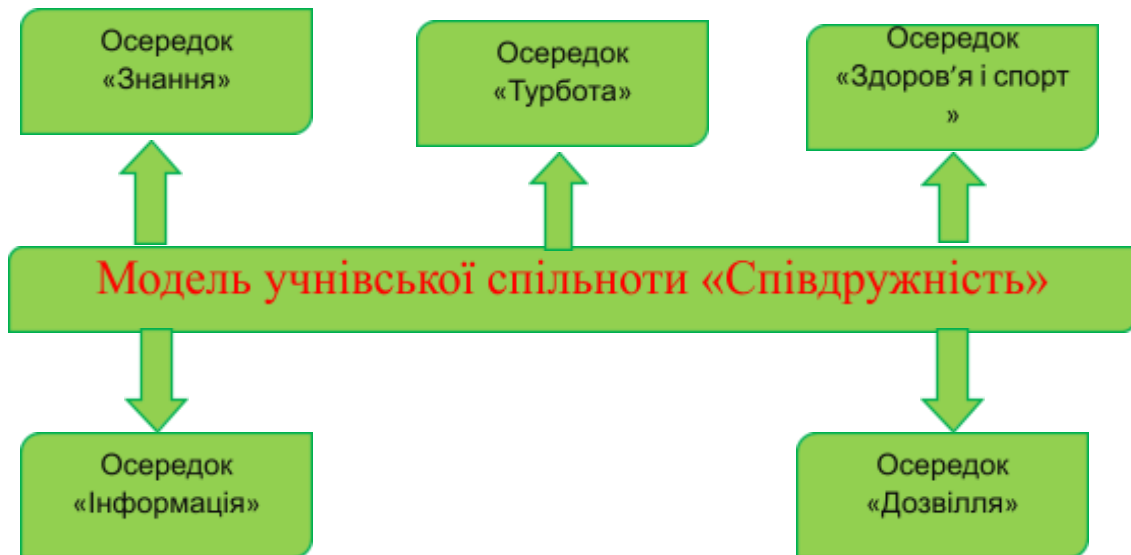 Осередок
«Знання»
Осередок
«Турбота»
Осередок
«Здоров’я і спорт
»
Модель учнівської спільноти «Співдружність»
Осередок
«Інформація»
Осередок
«Дозвілля»